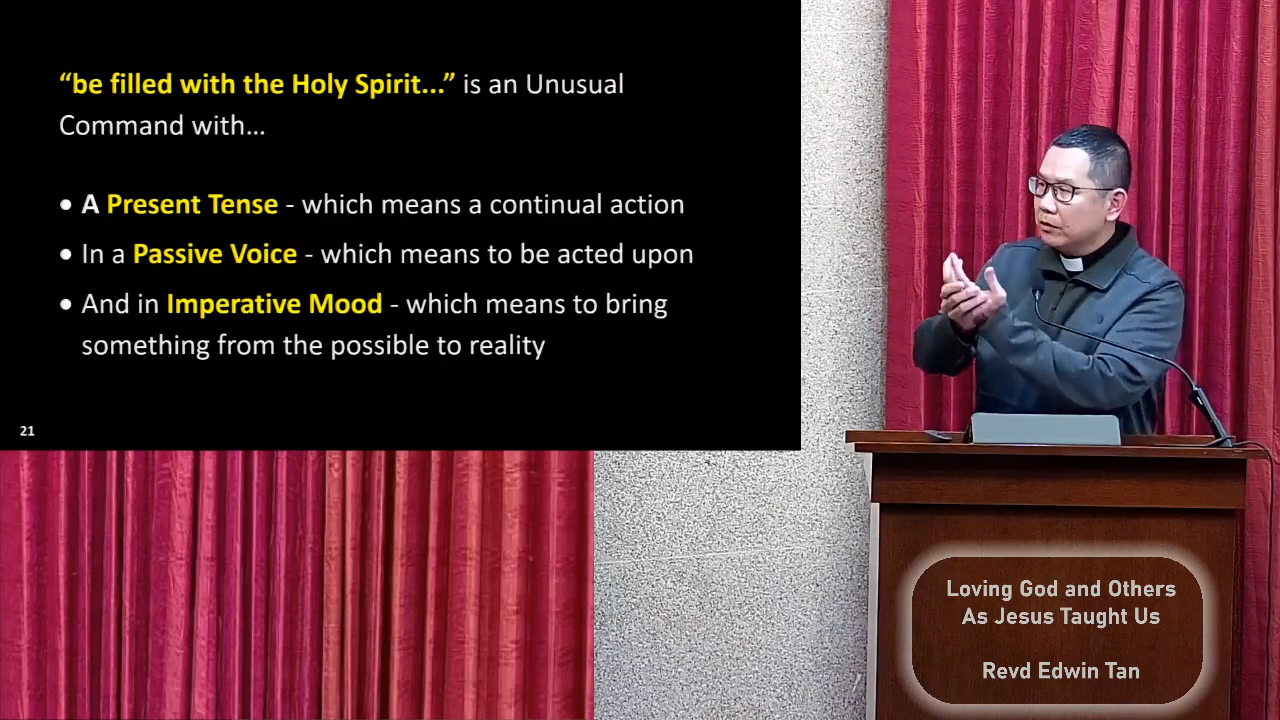 “be filled with the Holy Spirit...” is an Unusual
Command with...
• A Present Tense - which means a continual action
• In a Passive Voice - which means to be acted upon
• And in Imperative Mood - which means to bring
something from the possible to reality
21
Loving God and Others
As Jesus Taught Us
Revd Edwin Tan